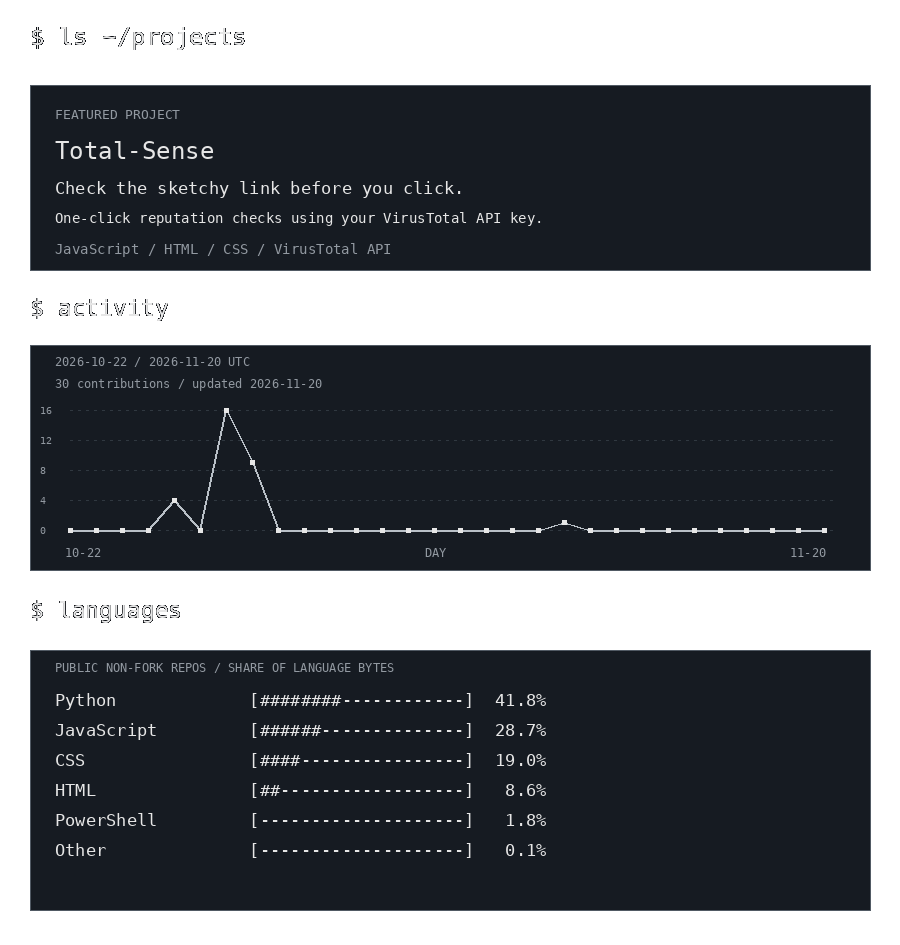 $ ls ~/projects
FEATURED PROJECT
Total-Sense
Check the sketchy link before you click.
One-click reputation checks using your VirusTotal API key.
JavaScript / HTML / CSS / VirusTotal API
$ activity
2026-10-22 / 2026-11-20 UTC
30 contributions / updated 2026-11-20
16
12
8
4
0
10-22 DAY 11-20
$ languages
PUBLIC NON-FORK REPOS / SHARE OF LANGUAGE BYTES
Python [########------------] 41.8%
JavaScript [######--------------] 28.7%
CSS [####----------------] 19.0%
HTML [##------------------] 8.6%
PowerShell [--------------------] 1.8%
Other [--------------------] 0.1%